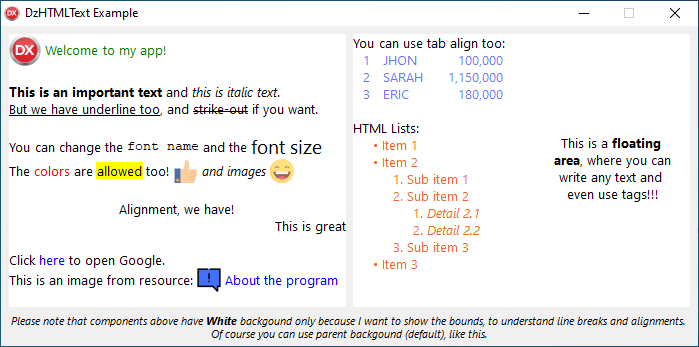 DzHTMLText Example
DX Welcome to my app!
This is an important text and this is italic text.
But we have underline too, and strike-out if you want.
You can change the font name and the font size
The colors are allowed too! and images
Alignment, we have!
This is great
Click here to open Google.
This is an image from resource: ! About the program
You can use tab align too:
1 JHON 100,000
2 SARAH 1,150,000
3 ERIC 180,000
HTML Lists:
• Item 1
• Item 2
1. Sub item 1
2. Sub item 2
1. Detail 2.1
2. Detail 2.2
3. Sub item 3
• Item 3
This is a floating
area, where you can
write any text and
even use tags!!!
Please note that components above have White backgound only because I want to show the bounds, to understand line breaks and alignments.
Of course you can use parent backgound (default), like this.